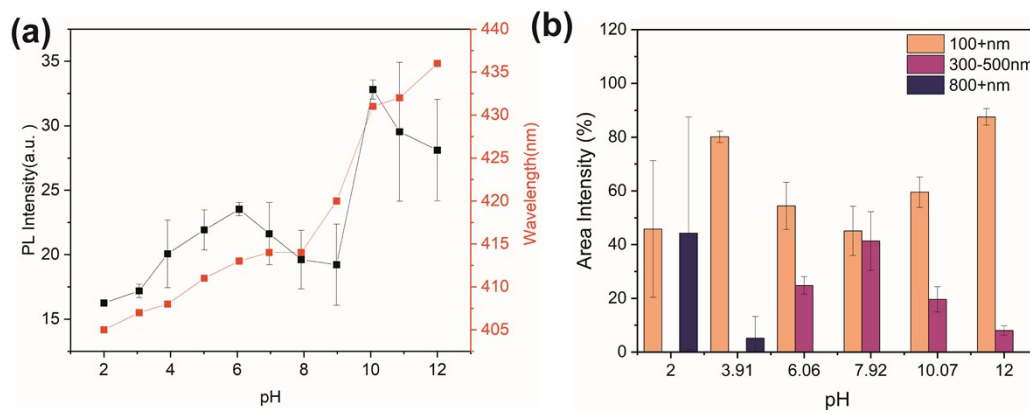 (a)
35
30
25
20
15
PL Intensity(a.u. )
440
435
430
425
420
415
410
405
Wavelength(nm)
2 4 6 8 10 12
pH
(b)
120
100
80
60
40
20
0
Area Intensity (%)
100+nm
300-500nm
800+nm
2 3.91 6.06 7.92 10.07 12
pH